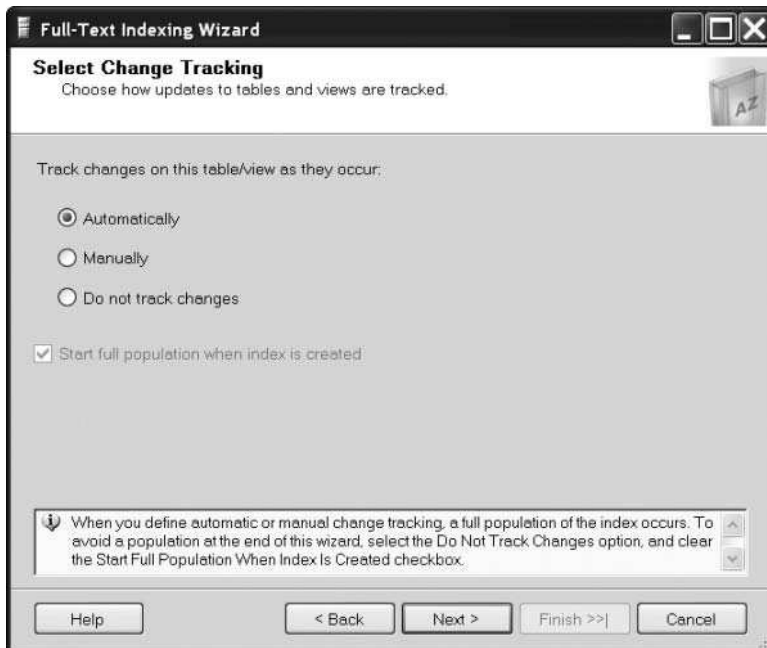 Full-Text Indexing Wizard
Select Change Tracking
Choose how updates to tables and views are tracked.
AZ
Track changes on this table/view as they occur:
Automatically
Manually
Do not track changes
Start full population when index is created
When you define automatic or manual change tracking, a full population of the index occurs. To
avoid a population at the end of this wizard, select the Do Not Track Changes option, and clear
the Start Full Population When Index Is Created checkbox.
Help < Back Next > Finish >>| Cancel